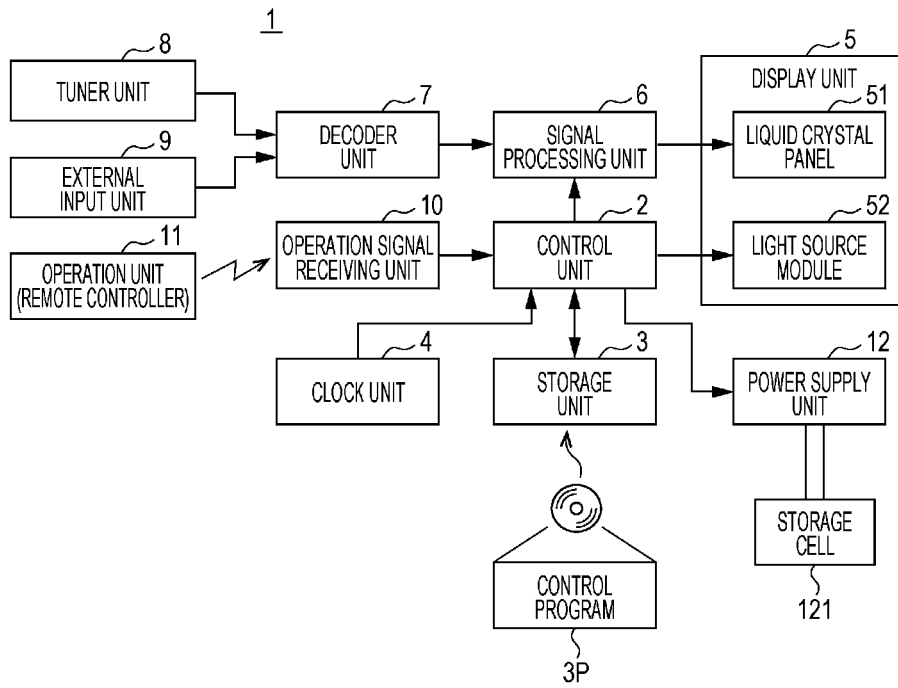 1
8
TUNER UNIT
9
EXTERNAL
INPUT UNIT
11
OPERATION UNIT
(REMOTE CONTROLLER)
7
DECODER
UNIT
10
OPERATION SIGNAL
RECEIVING UNIT
4
CLOCK UNIT
6
SIGNAL
PROCESSING UNIT
2
CONTROL
UNIT
3
STORAGE
UNIT
CONTROL
PROGRAM
3P
5
DISPLAY UNIT
51
LIQUID CRYSTAL
PANEL
52
LIGHT SOURCE
MODULE
12
POWER SUPPLY
UNIT
STORAGE
CELL
121